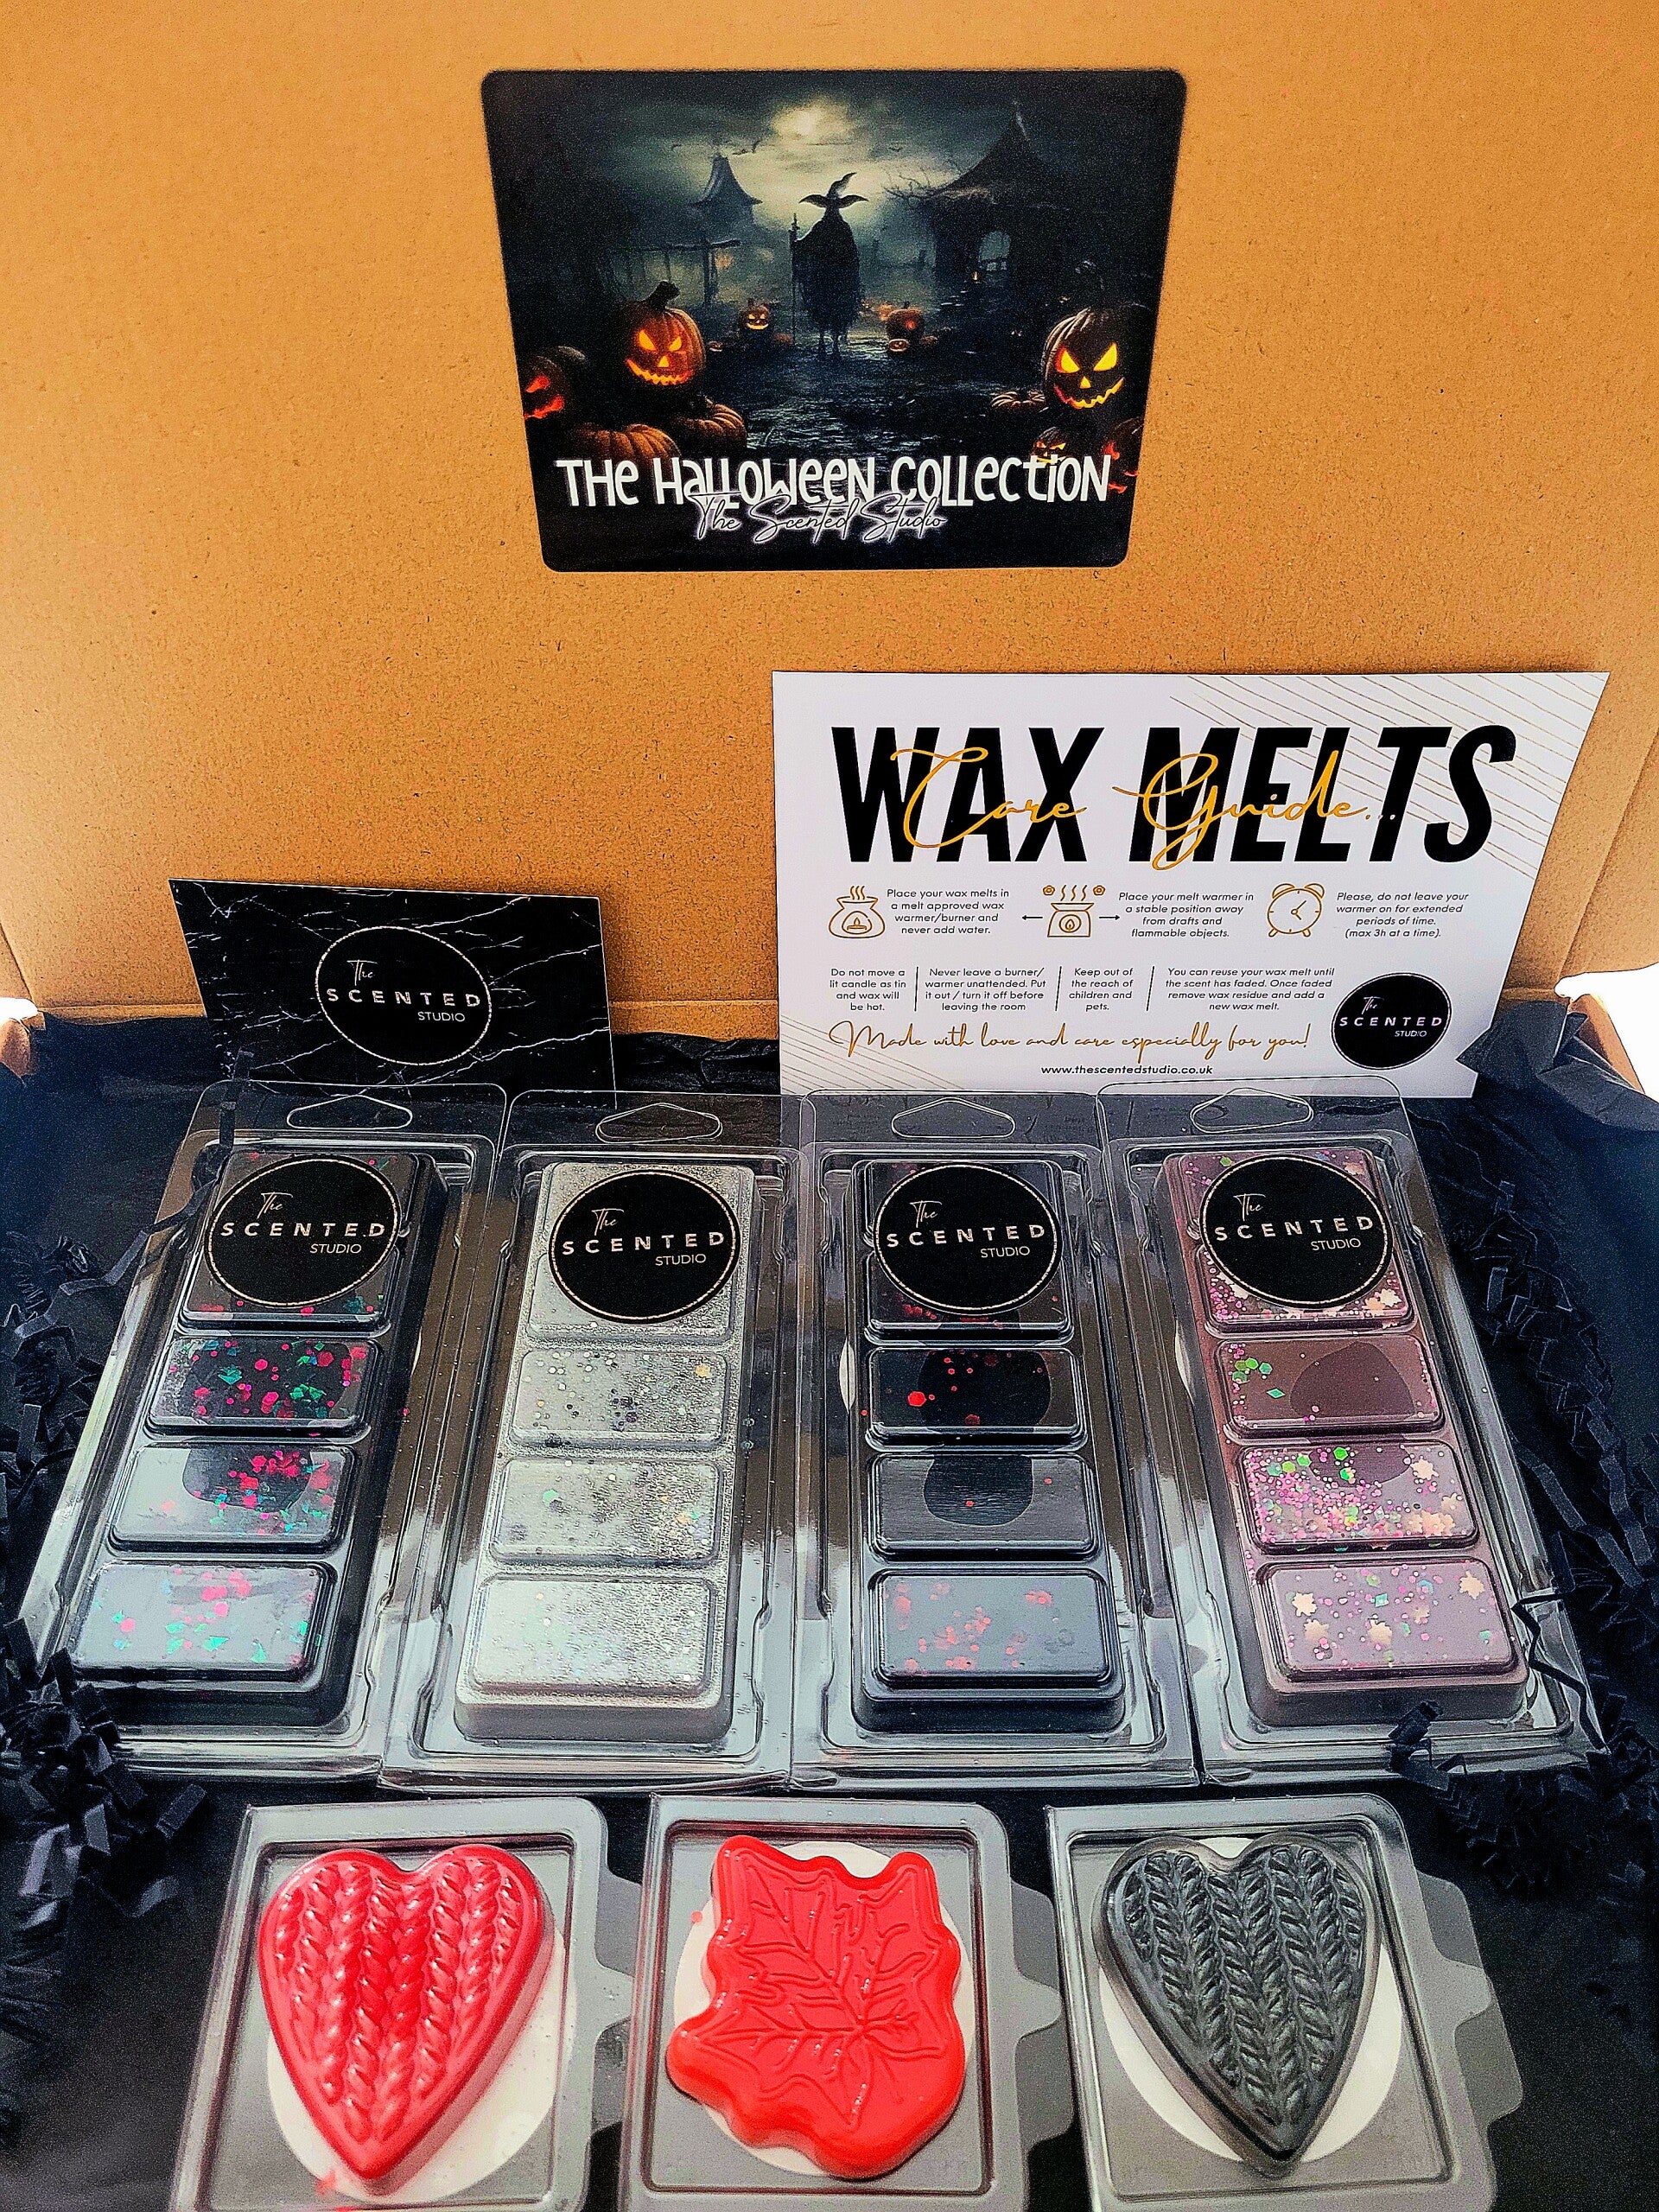 THE HALLOWEEN COLLECTION
The Scented Studio
WAX MELTS
Care Guide...
Place your wax melts in
a melt approved wax
warmer/burner and
never add water.
Place your melt warmer in
a stable position away
from drafts and
flammable objects.
Please, do not leave your
warmer on for extended
periods of time.
(max 3h at a time).
Do not move a
lit candle as tin
and wax will
be hot.
Never leave a burner/
warmer unattended. Put
it out / turn it off before
leaving the room
Keep out of
the reach of
children and
pets.
You can reuse your wax melt until
the scent has faded. Once faded
remove wax residue and add a
new wax melt.
Made with love and care especially for you!
www.thescentedstudio.co.uk
The
SCENTED
STUDIO
The
SCENTED
STUDIO
The
SCENTED
STUDIO
The
SCENTED
STUDIO
The
SCENTED
STUDIO
The
SCENTED
STUDIO